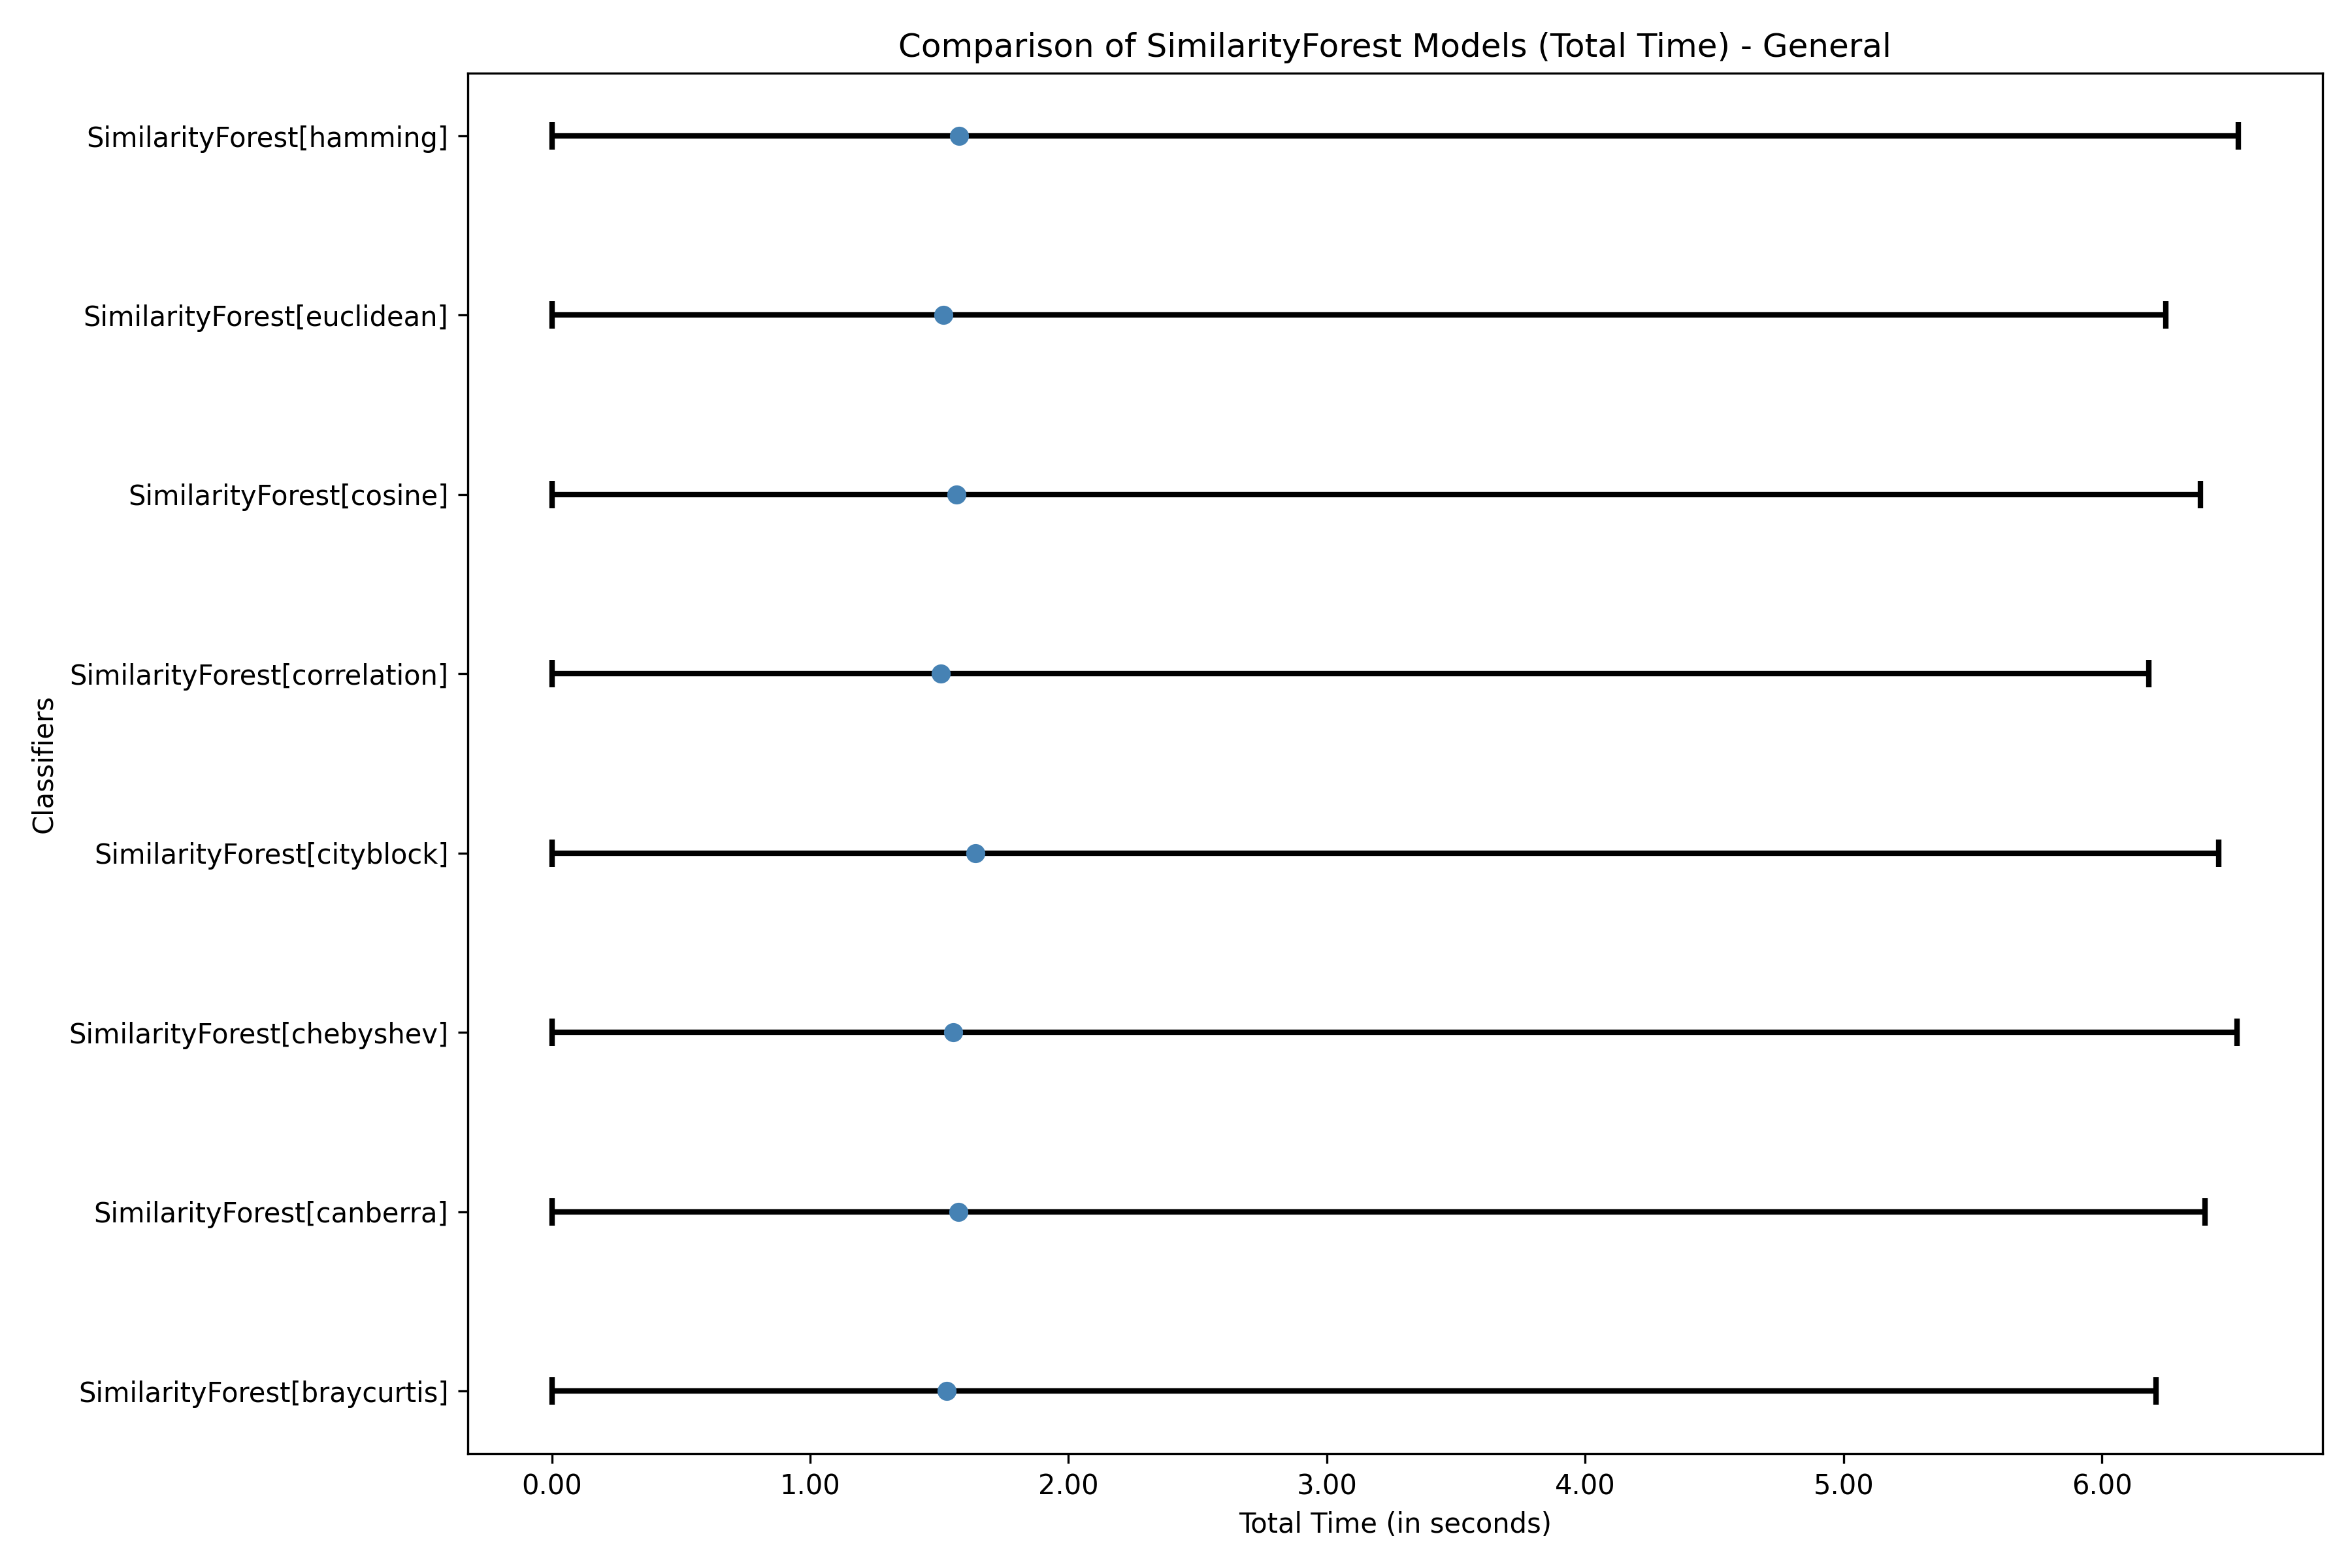 Comparison of SimilarityForest Models (Total Time) - General
SimilarityForest[hamming]
SimilarityForest[euclidean]
SimilarityForest[cosine]
SimilarityForest[correlation]
SimilarityForest[cityblock]
SimilarityForest[chebyshev]
SimilarityForest[canberra]
SimilarityForest[braycurtis]
Classifiers
0.00 1.00 2.00 3.00 4.00 5.00 6.00
Total Time (in seconds)